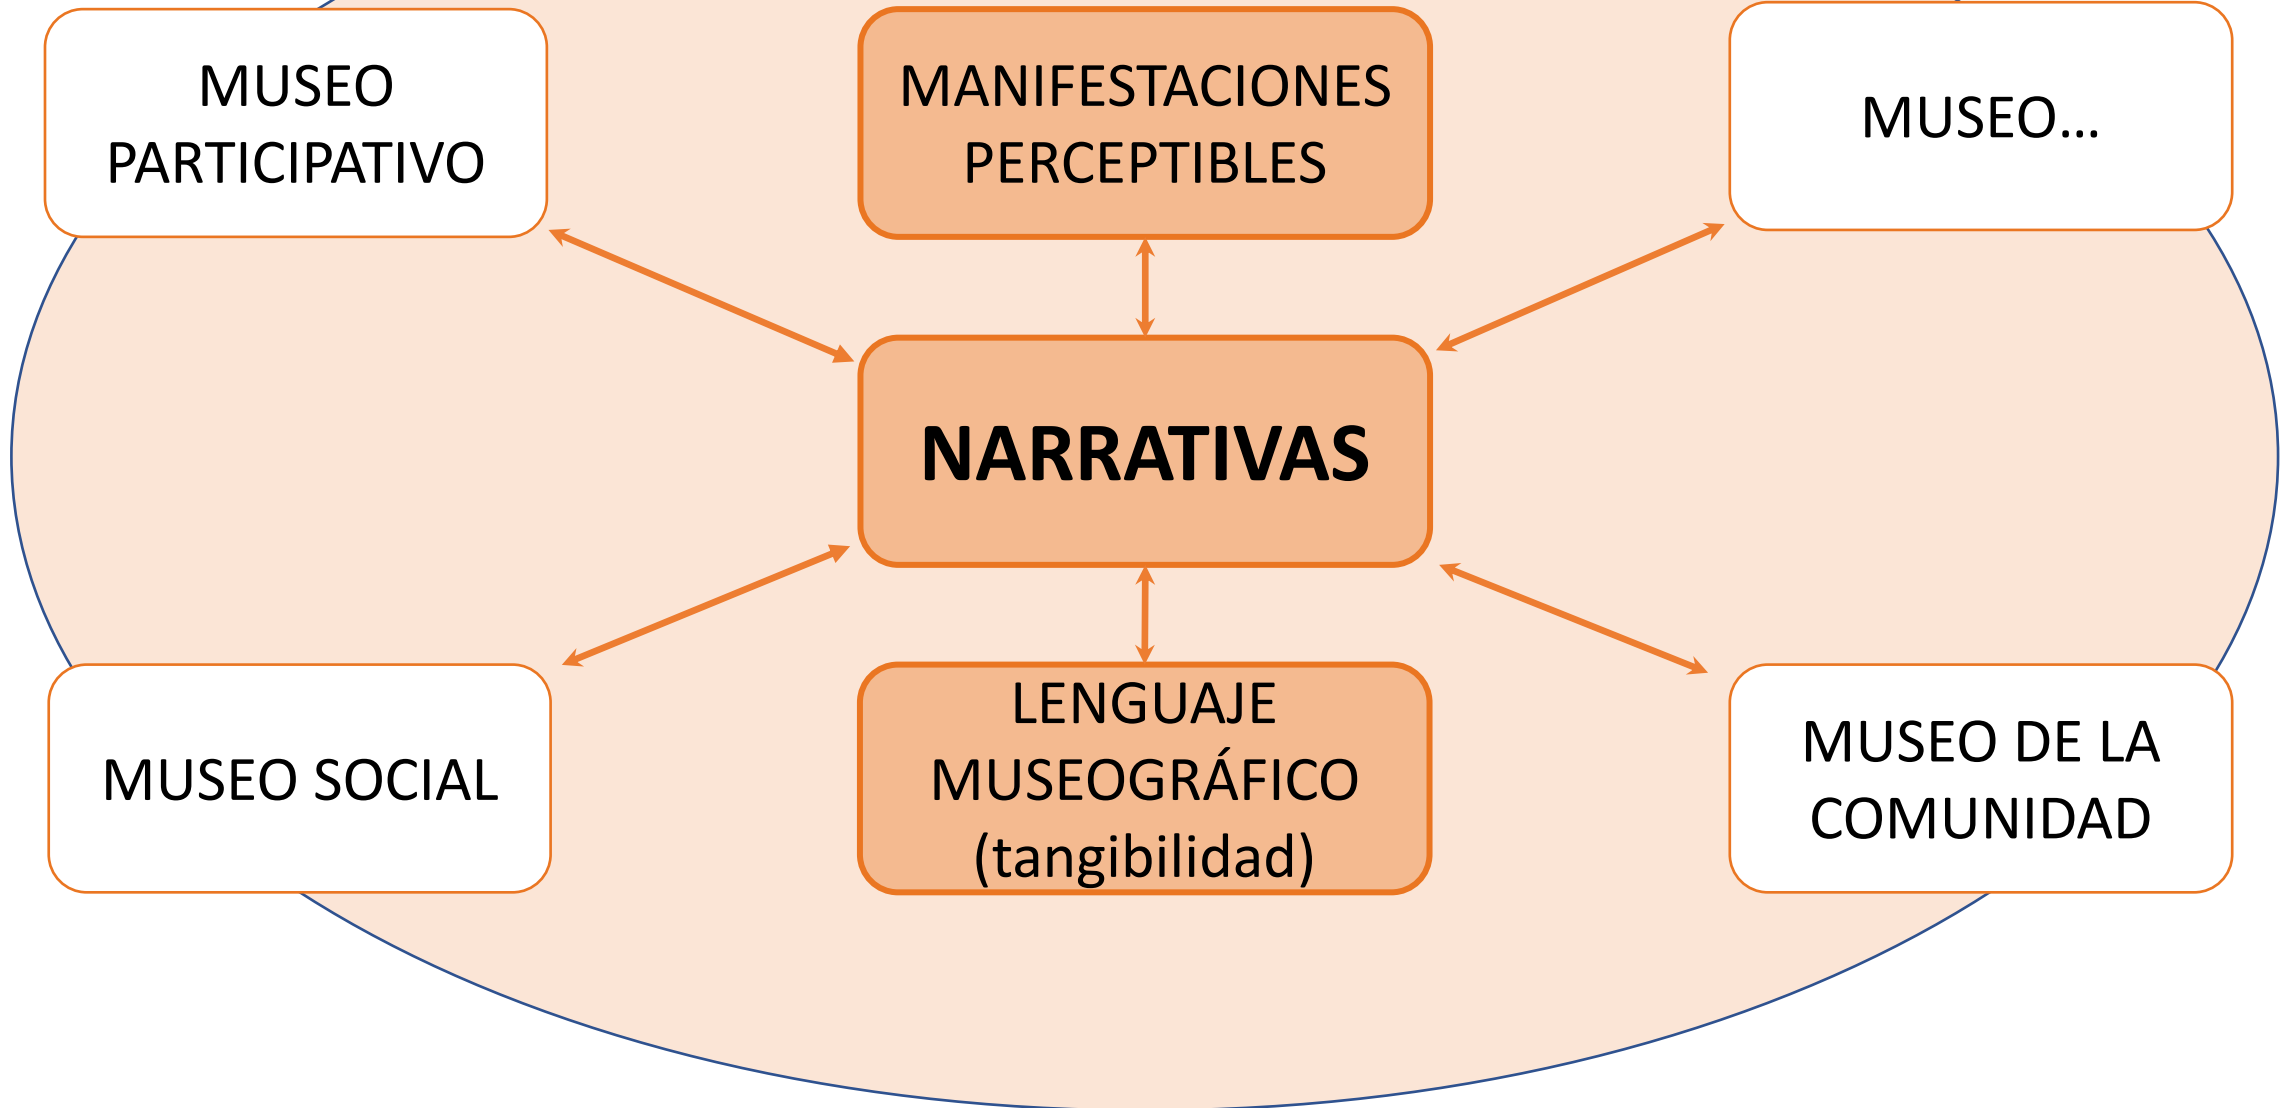 MUSEO
PARTICIPATIVO
MANIFESTACIONES
PERCEPTIBLES
MUSEO...
NARRATIVAS
MUSEO SOCIAL
LENGUAJE
MUSEOGRÁFICO
(tangibilidad)
MUSEO DE LA
COMUNIDAD